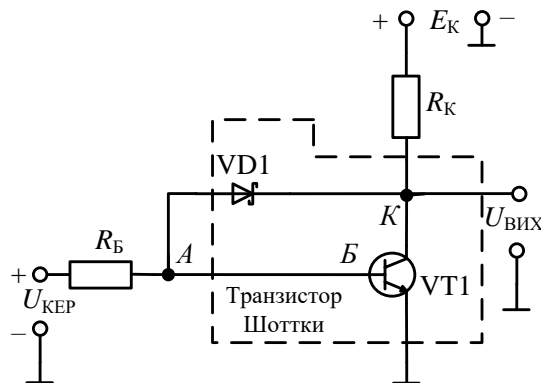 + E_К −
R_К
VD1
К
U_ВИХ
R_Б
А
Б
+
U_КЕР
VT1
Транзистор
Шоттки
−